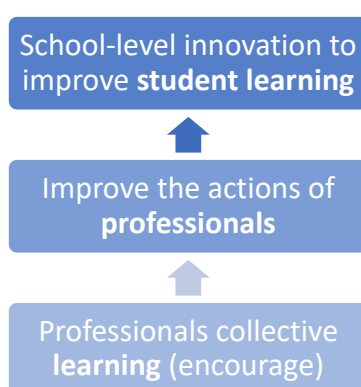 School-level innovation to
improve student learning
Improve the actions of
professionals
Professionals collective
learning (encourage)